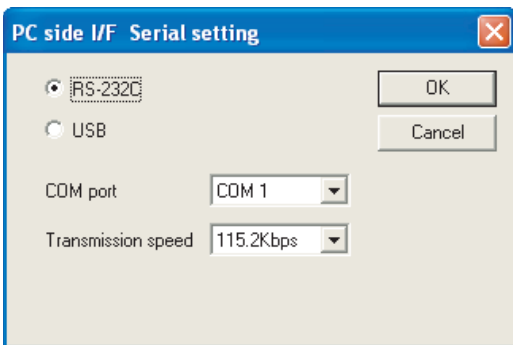 PC side I/F  Serial setting
RS-232C
OK
USB
Cancel
COM port
COM 1
Transmission speed
115.2Kbps